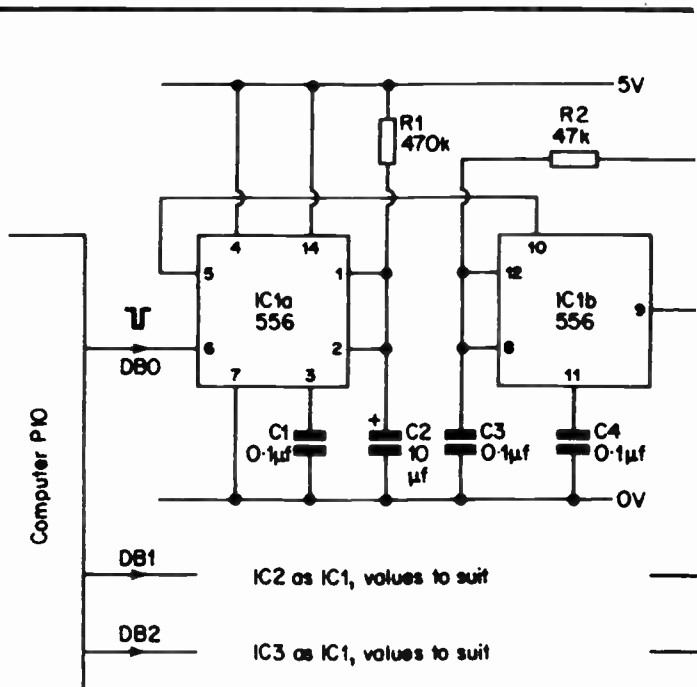 5V
R1
470k
R2
47k
4
14
10
5
1
12
IC1a
556
IC1b
556
9
6
2
8
DB0
7
3
11
C1
0·1µf
+
C2
10
µf
C3
0·1µf
C4
0·1µf
0V
Computer PIO
DB1
IC2 as IC1, values to suit
DB2
IC3 as IC1, values to suit